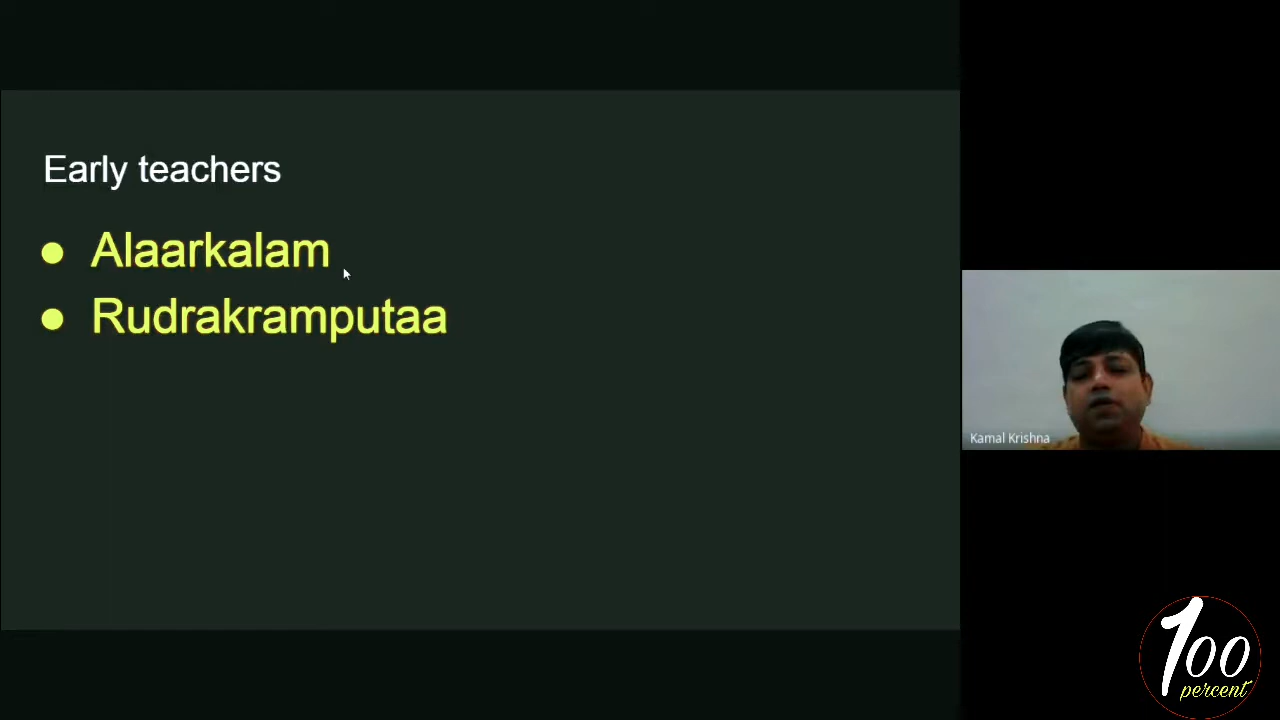 Early teachers
● Alaarkalam
● Rudrakramputaa
Kamal Krishna
100
percent